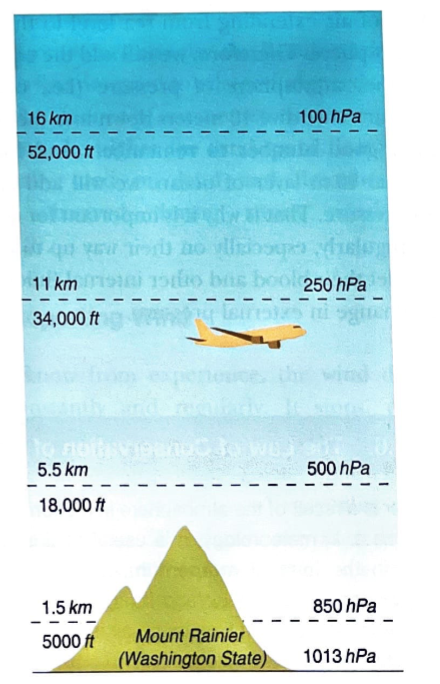 16 km 100 hPa
52,000 ft
11 km 250 hPa
34,000 ft
5.5 km 500 hPa
18,000 ft
1.5 km 850 hPa
5000 ft Mount Rainier
(Washington State) 1013 hPa